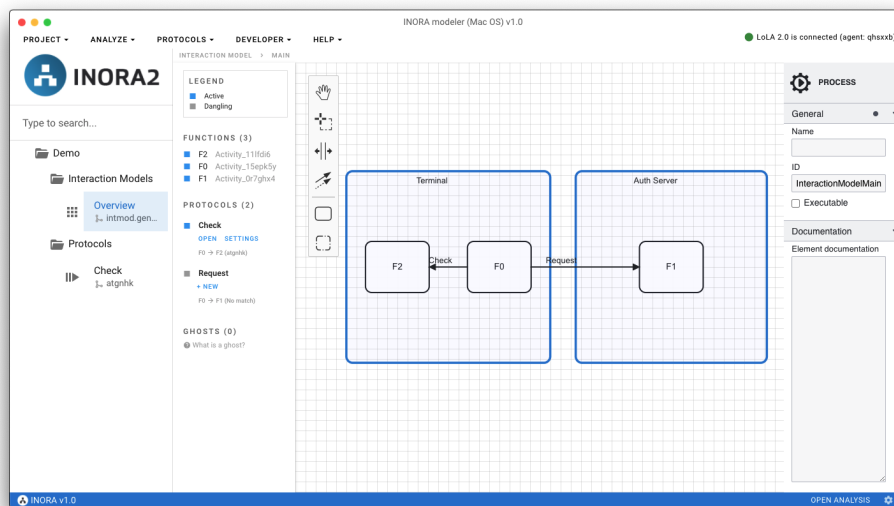 INORA modeler (Mac OS) v1.0
PROJECT ANALYZE PROTOCOLS DEVELOPER HELP
LoLA 2.0 is connected (agent: qhsxxb)
INORA2
Type to search...
Demo
Interaction Models
Overview
intmod.gen...
Protocols
Check
atgnhk
INTERACTION MODEL > MAIN
LEGEND
Active
Dangling
FUNCTIONS (3)
F2 Activity_11lfdi6
F0 Activity_15epk5y
F1 Activity_0r7ghx4
PROTOCOLS (2)
Check
OPEN SETTINGS
F0 → F2 (atgnhk)
Request
+ NEW
F0 → F1 (No match)
GHOSTS (0)
What is a ghost?
Terminal
Auth Server
F2
Check
F0
Request
F1
PROCESS
General
Name
ID
InteractionModelMain
Executable
Documentation
Element documentation
INORA v1.0
OPEN ANALYSIS